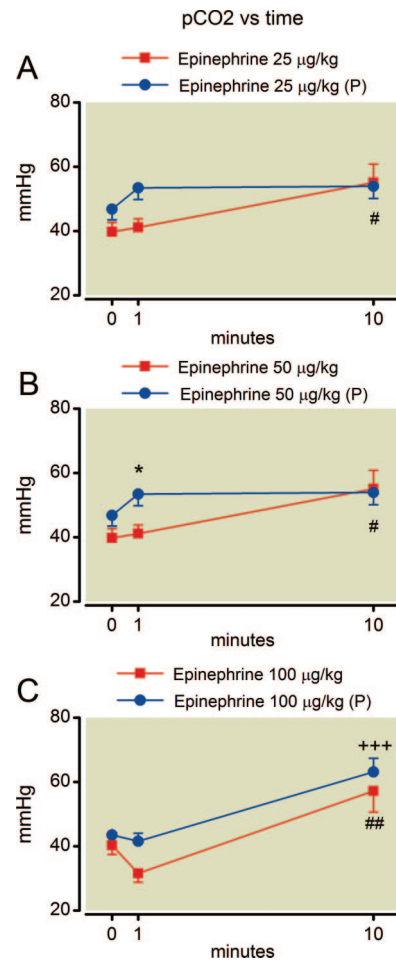 pCO2 vs time
A
Epinephrine 25 μg/kg
Epinephrine 25 μg/kg (P)
80
60
40
20
mmHg
#
0 1 10
minutes
B
Epinephrine 50 μg/kg
Epinephrine 50 μg/kg (P)
80
60
40
20
mmHg
*
#
0 1 10
minutes
C
Epinephrine 100 μg/kg
Epinephrine 100 μg/kg (P)
80
60
40
20
mmHg
+++
##
0 1 10
minutes